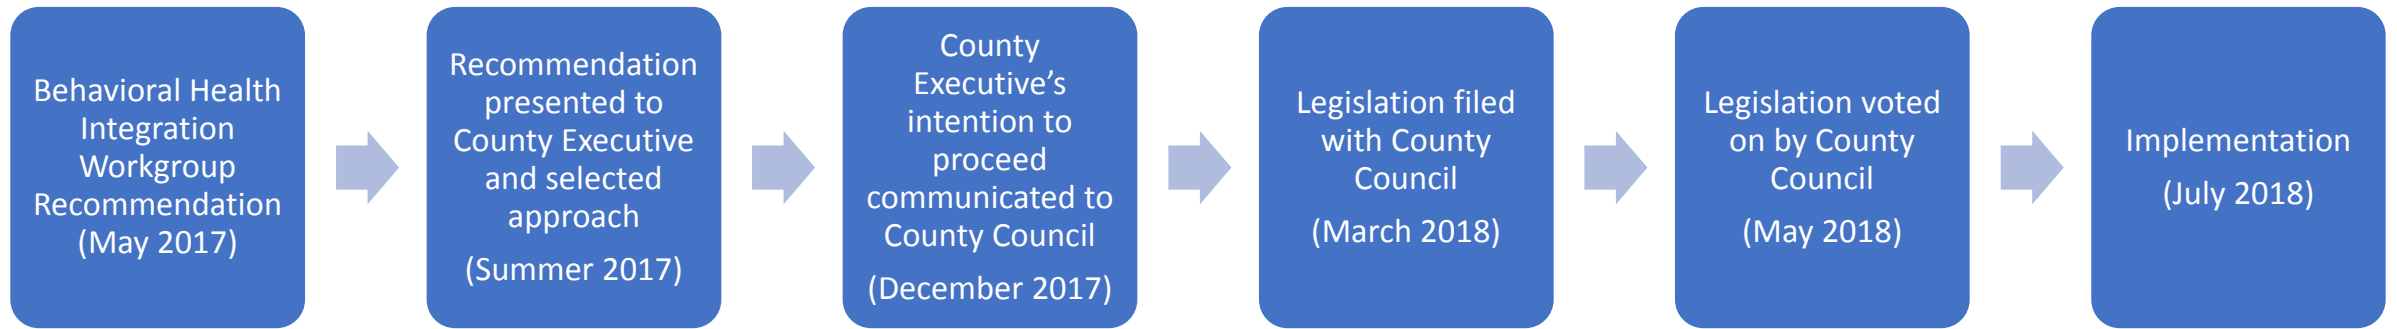 Behavioral Health
Integration
Workgroup
Recommendation
(May 2017)
Recommendation
presented to
County Executive
and selected
approach
(Summer 2017)
County
Executive’s
intention to
proceed
communicated to
County Council
(December 2017)
Legislation filed
with County
Council
(March 2018)
Legislation voted
on by County
Council
(May 2018)
Implementation
(July 2018)